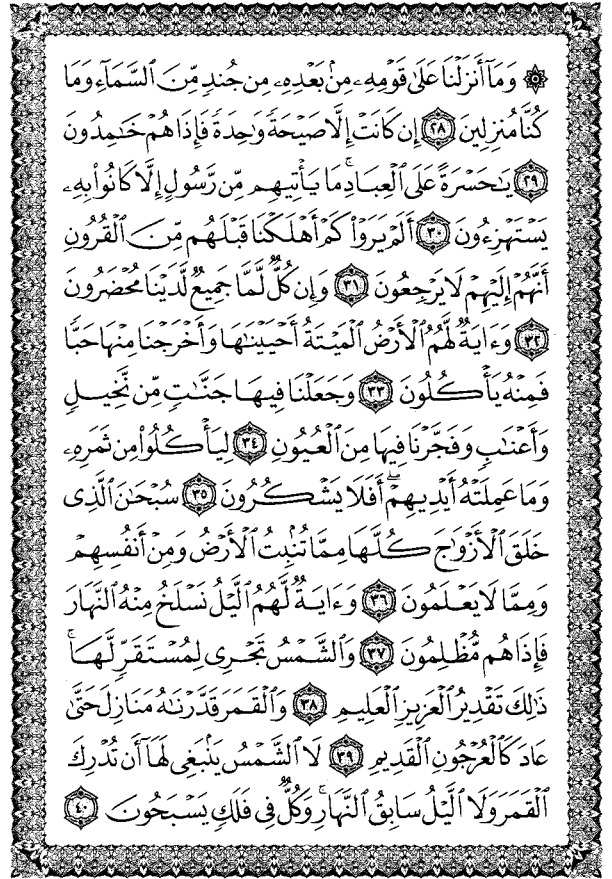 ۞ وَمَآ أَنزَلۡنَا عَلَىٰ قَوۡمِهِۦ مِنۢ بَعۡدِهِۦ مِن جُندٖ مِّنَ ٱلسَّمَآءِ وَمَا
كُنَّا مُنزِلِينَ ٢٨ إِن كَانَتۡ إِلَّا صَيۡحَةٗ وَٰحِدَةٗ فَإِذَا هُمۡ خَٰمِدُونَ
٢٩ يَٰحَسۡرَةً عَلَى ٱلۡعِبَادِۚ مَا يَأۡتِيهِم مِّن رَّسُولٍ إِلَّا كَانُواْ بِهِۦ
يَسۡتَهۡزِءُونَ ٣٠ أَلَمۡ يَرَوۡاْ كَمۡ أَهۡلَكۡنَا قَبۡلَهُم مِّنَ ٱلۡقُرُونِ
أَنَّهُمۡ إِلَيۡهِمۡ لَا يَرۡجِعُونَ ٣١ وَإِن كُلّٞ لَّمَّا جَمِيعٞ لَّدَيۡنَا مُحۡضَرُونَ
٣٢ وَءَايَةٞ لَّهُمُ ٱلۡأَرۡضُ ٱلۡمَيۡتَةُ أَحۡيَيۡنَٰهَا وَأَخۡرَجۡنَا مِنۡهَا حَبّٗا
فَمِنۡهُ يَأۡكُلُونَ ٣٣ وَجَعَلۡنَا فِيهَا جَنَّٰتٖ مِّن نَّخِيلٖ
وَأَعۡنَٰبٖ وَفَجَّرۡنَا فِيهَا مِنَ ٱلۡعُيُونِ ٣٤ لِيَأۡكُلُواْ مِن ثَمَرِهِۦ
وَمَا عَمِلَتۡهُ أَيۡدِيهِمۡۚ أَفَلَا يَشۡكُرُونَ ٣٥ سُبۡحَٰنَ ٱلَّذِي
خَلَقَ ٱلۡأَزۡوَٰجَ كُلَّهَا مِمَّا تُنۢبِتُ ٱلۡأَرۡضُ وَمِنۡ أَنفُسِهِمۡ
وَمِمَّا لَا يَعۡلَمُونَ ٣٦ وَءَايَةٞ لَّهُمُ ٱلَّيۡلُ نَسۡلَخُ مِنۡهُ ٱلنَّهَارَ
فَإِذَا هُم مُّظۡلِمُونَ ٣٧ وَٱلشَّمۡسُ تَجۡرِي لِمُسۡتَقَرّٖ لَّهَاۚ
ذَٰلِكَ تَقۡدِيرُ ٱلۡعَزِيزِ ٱلۡعَلِيمِ ٣٨ وَٱلۡقَمَرَ قَدَّرۡنَٰهُ مَنَازِلَ حَتَّىٰ
عَادَ كَٱلۡعُرۡجُونِ ٱلۡقَدِيمِ ٣٩ لَا ٱلشَّمۡسُ يَنۢبَغِي لَهَآ أَن تُدۡرِكَ
ٱلۡقَمَرَ وَلَا ٱلَّيۡلُ سَابِقُ ٱلنَّهَارِۚ وَكُلّٞ فِي فَلَكٖ يَسۡبَحُونَ ٤٠